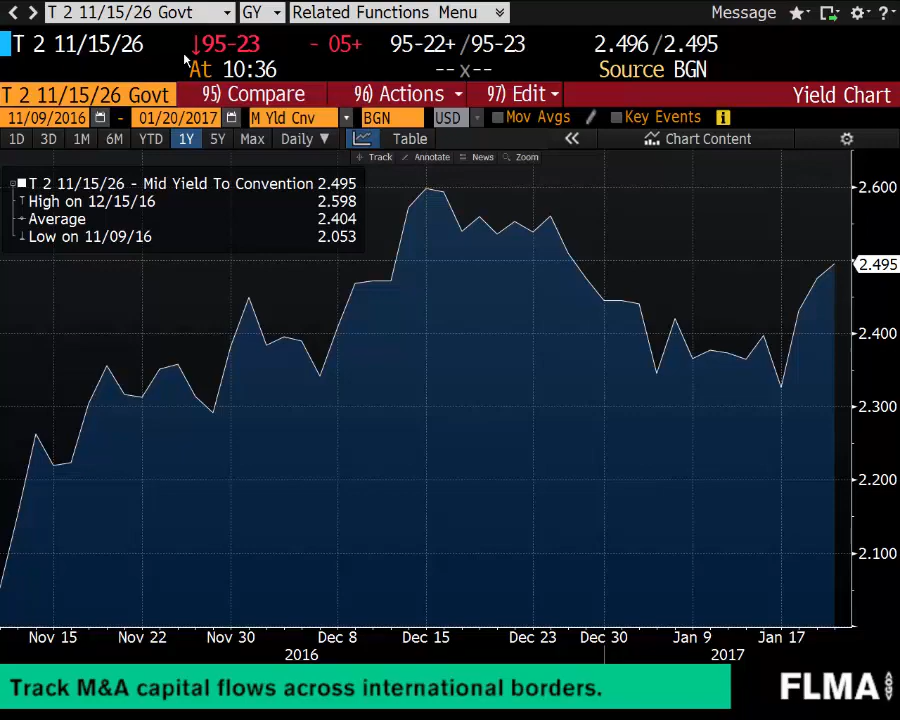 T 2 11/15/26 Govt GY Related Functions Menu Message
T 2 11/15/26 ↓95-23 - 05+ 95-22+/95-23 2.496/2.495
At 10:36 --x-- Source BGN
T 2 11/15/26 Govt 95) Compare 96) Actions 97) Edit Yield Chart
11/09/2016 - 01/20/2017 M Yld Cnv BGN USD Mov Avgs Key Events
1D 3D 1M 6M YTD 1Y 5Y Max Daily ▼ Table « Chart Content
Track Annotate News Zoom
T 2 11/15/26 - Mid Yield To Convention 2.495
High on 12/15/16 2.598
Average 2.404
Low on 11/09/16 2.053
2.600
2.495
2.400
2.300
2.200
2.100
Nov 15 Nov 22 Nov 30 Dec 8 Dec 15 Dec 23 Dec 30 Jan 9 Jan 17
2016 2017
Track M&A capital flows across international borders.
FLMA GO